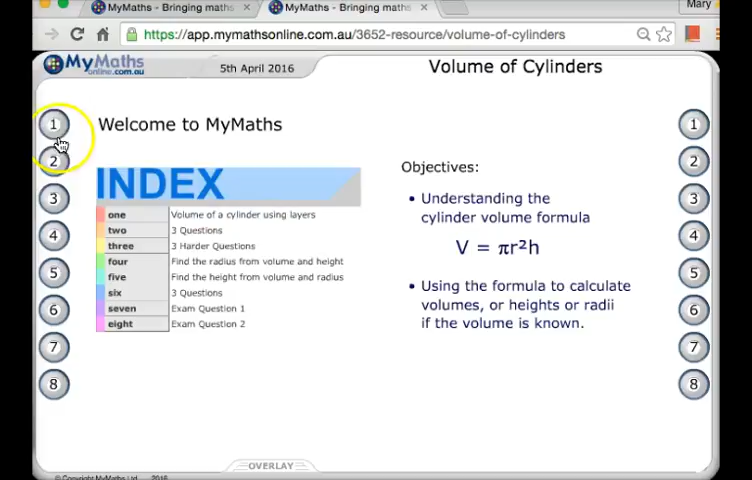 MyMaths - Bringing maths
MyMaths - Bringing maths
Mary
https://app.mymathsonline.com.au/3652-resource/volume-of-cylinders
MyMaths
online.com.au
5th April 2016
Volume of Cylinders
1
2
3
4
5
6
7
8
Welcome to MyMaths
INDEX
one Volume of a cylinder using layers
two 3 Questions
three 3 Harder Questions
four Find the radius from volume and height
five Find the height from volume and radius
six 3 Questions
seven Exam Question 1
eight Exam Question 2
Objectives:
• Understanding the
cylinder volume formula
V = πr²h
• Using the formula to calculate
volumes, or heights or radii
if the volume is known.
1
2
3
4
5
6
7
8
OVERLAY
© Copyright MyMaths Ltd 2016